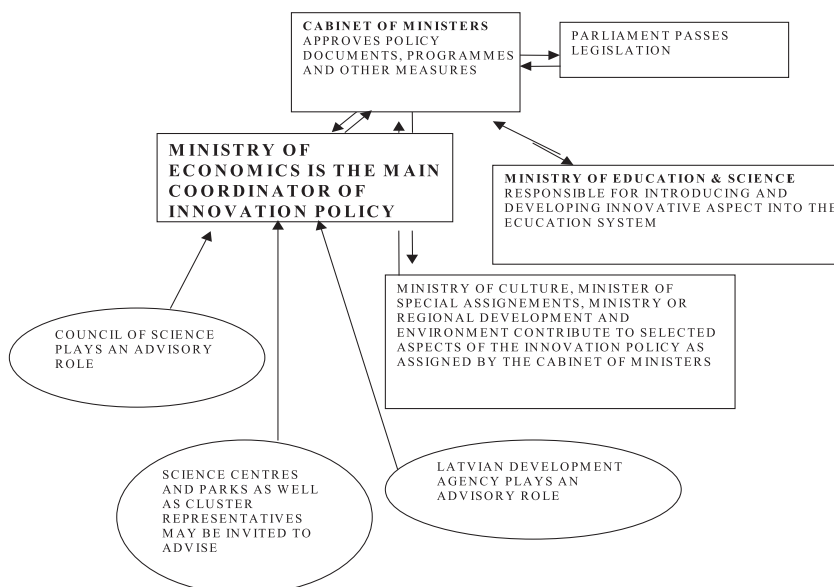 CABINET OF MINISTERS
APPROVES POLICY
DOCUMENTS, PROGRAMMES
AND OTHER MEASURES
PARLIAMENT PASSES
LEGISLATION
MINISTRY OF
ECONOMICS IS THE MAIN
COORDINATOR OF
INNOVATION POLICY
MINISTRY OF EDUCATION & SCIENCE
RESPONSIBLE FOR INTRODUCING AND
DEVELOPING INNOVATIVE ASPECT INTO THE
ECUCATION SYSTEM
MINISTRY OF CULTURE, MINISTER OF
SPECIAL ASSIGNEMENTS, MINISTRY OR
REGIONAL DEVELOPMENT AND
ENVIRONMENT CONTRIBUTE TO SELECTED
ASPECTS OF THE INNOVATION POLICY AS
ASSIGNED BY THE CABINET OF MINISTERS
COUNCIL OF SCIENCE
PLAYS AN ADVISORY
ROLE
SCIENCE CENTRES
AND PARKS AS WELL
AS CLUSTER
REPRESENTATIVES
MAY BE INVITED TO
ADVISE
LATVIAN DEVELOPMENT
AGENCY PLAYS AN
ADVISORY ROLE